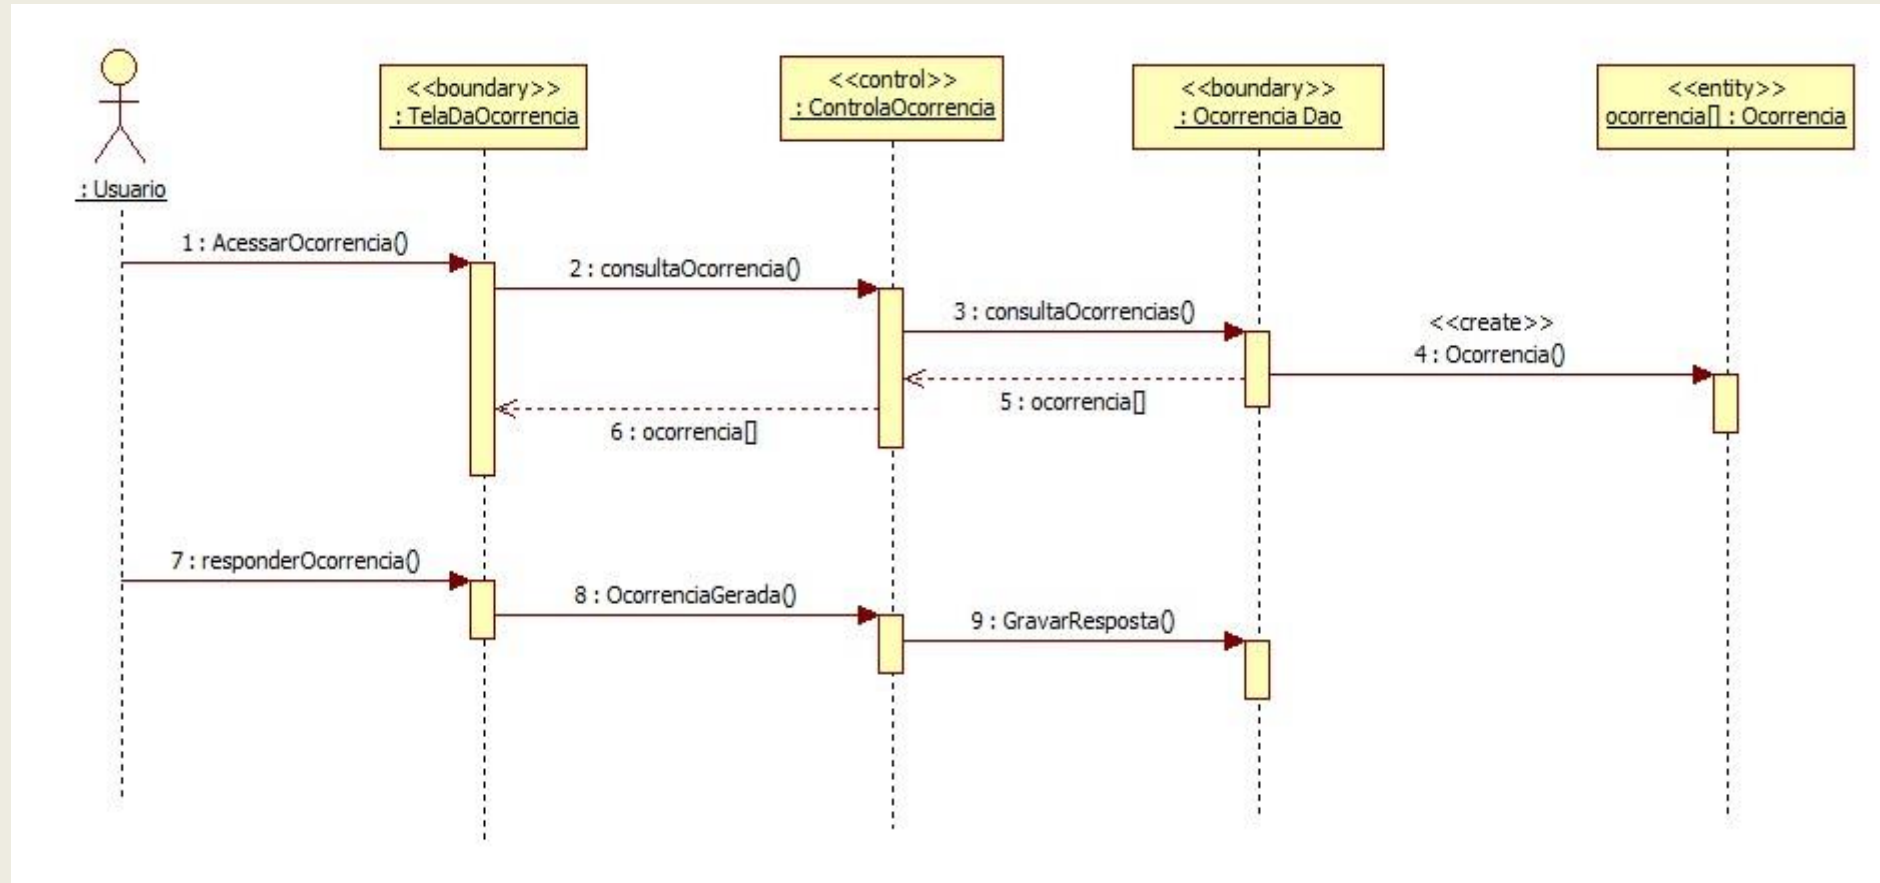 <<boundary>>
: TelaDaOcorrencia
<<control>>
: ControlaOcorrencia
<<boundary>>
: Ocorrencia Dao
<<entity>>
ocorrencia[] : Ocorrencia
: Usuario
1 : AcessarOcorrencia()
2 : consultaOcorrencia()
3 : consultaOcorrencias()
<<create>>
4 : Ocorrencia()
5 : ocorrencia[]
6 : ocorrencia[]
7 : responderOcorrencia()
8 : OcorrenciaGerada()
9 : GravarResposta()